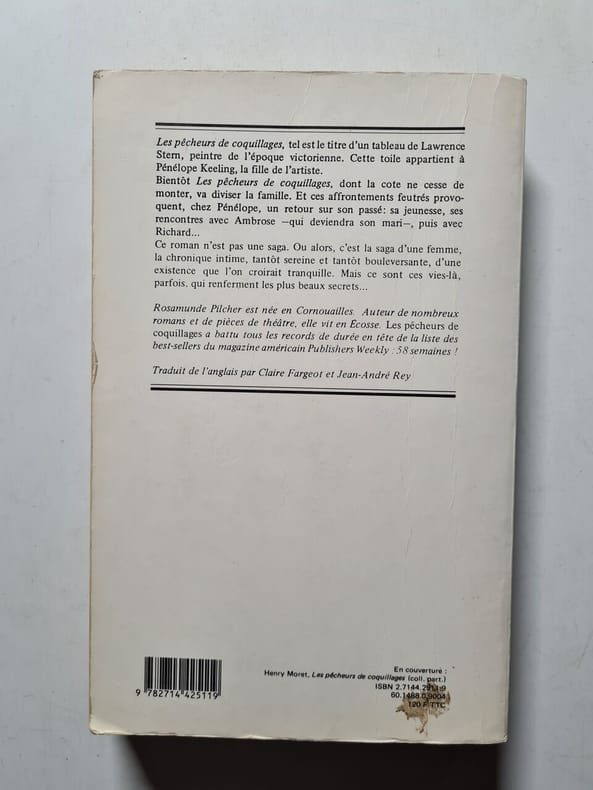 Les pêcheurs de coquillages, tel est le titre d'un tableau de Lawrence
Stern, peintre de l'époque victorienne. Cette toile appartient à
Pénélope Keeling, la fille de l'artiste.
Bientôt Les pêcheurs de coquillages, dont la cote ne cesse de
monter, va diviser la famille. Et ces affrontements feutrés provo-
quent, chez Pénélope, un retour sur son passé: sa jeunesse, ses
rencontres avec Ambrose —qui deviendra son mari—, puis avec
Richard...
Ce roman n'est pas une saga. Ou alors, c'est la saga d'une femme,
la chronique intime, tantôt sereine et tantôt bouleversante, d'une
existence que l'on croirait tranquille. Mais ce sont ces vies-là,
parfois, qui renferment les plus beaux secrets...
Rosamunde Pilcher est née en Cornouailles. Auteur de nombreux
romans et de pièces de théâtre, elle vit en Ecosse. Les pêcheurs de
coquillages a battu tous les records de durée en tête de la liste des
best-sellers du magazine américain Publishers Weekly : 58 semaines !
Traduit de l'anglais par Claire Fargeot et Jean-André Rey
En couverture :
Henry Moret, Les pêcheurs de coquillages (coll. part.)
ISBN
60.1488.0.9004
120 F TTC
9 782714 425119